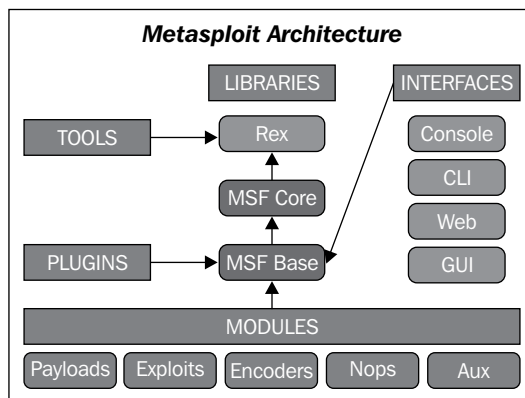 Metasploit Architecture
LIBRARIES
INTERFACES
TOOLS
Rex
Console
CLI
MSF Core
Web
PLUGINS
MSF Base
GUI
MODULES
Payloads
Exploits
Encoders
Nops
Aux